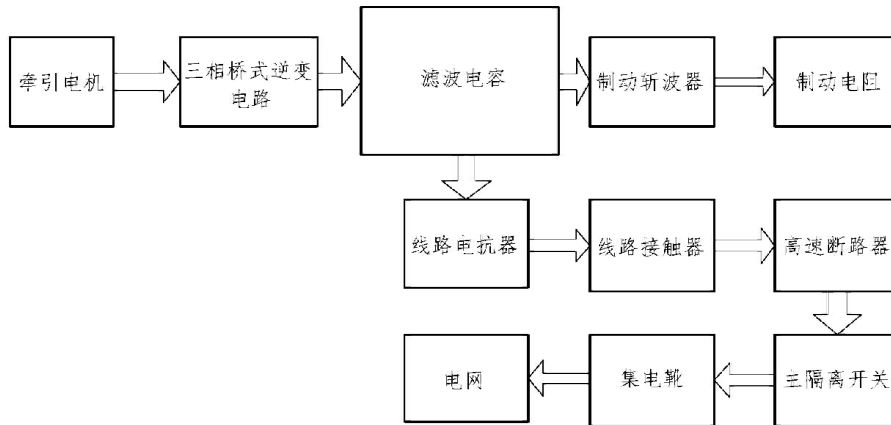 牵引电机
三相桥式逆变
电路
滤波电容
制动斩波器
制动电阻
线路电抗器
线路接触器
高速断路器
电网
集电靴
主隔离开关